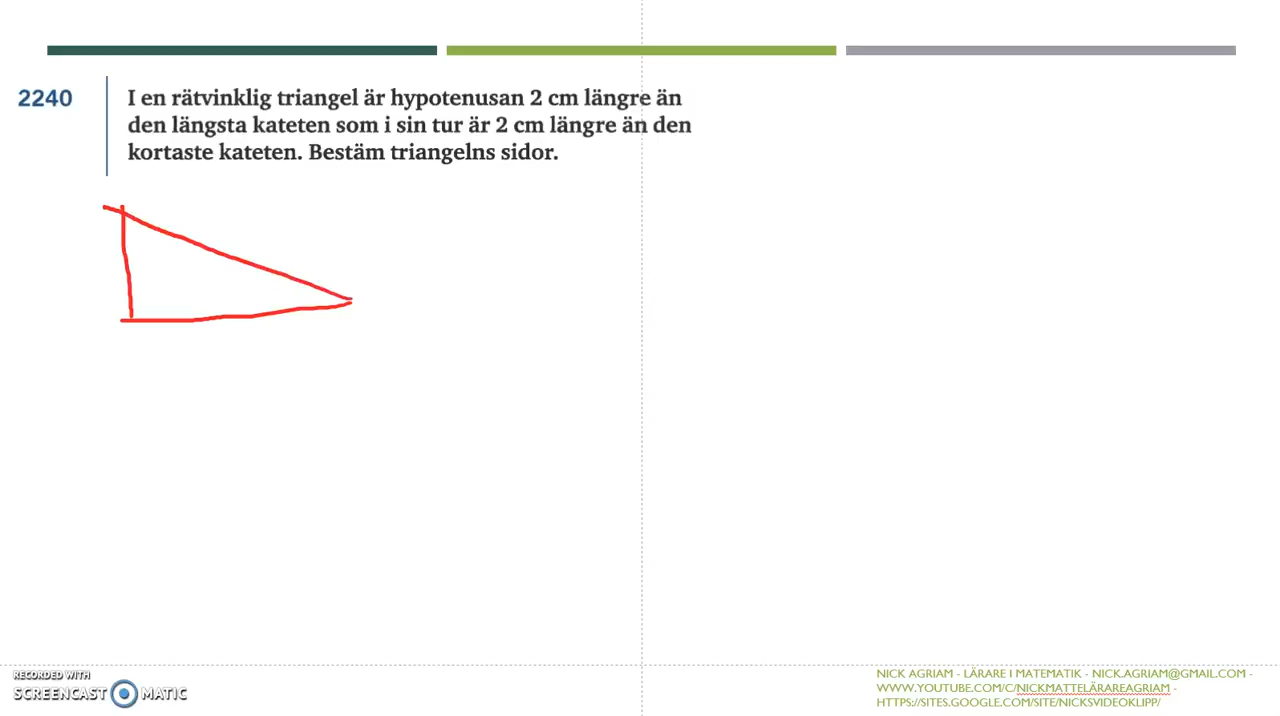 2240
I en rätvinklig triangel är hypotenusan 2 cm längre än
den längsta kateten som i sin tur är 2 cm längre än den
kortaste kateten. Bestäm triangelns sidor.
RECORDED WITH
SCREENCAST MATIC
NICK AGRIAM - LÄRARE I MATEMATIK - NICK.AGRIAM@GMAIL.COM -
WWW.YOUTUBE.COM/C/NICKMATTELÄRAREAGRIAM -
HTTPS://SITES.GOOGLE.COM/SITE/NICKSVIDEOKLIPP/